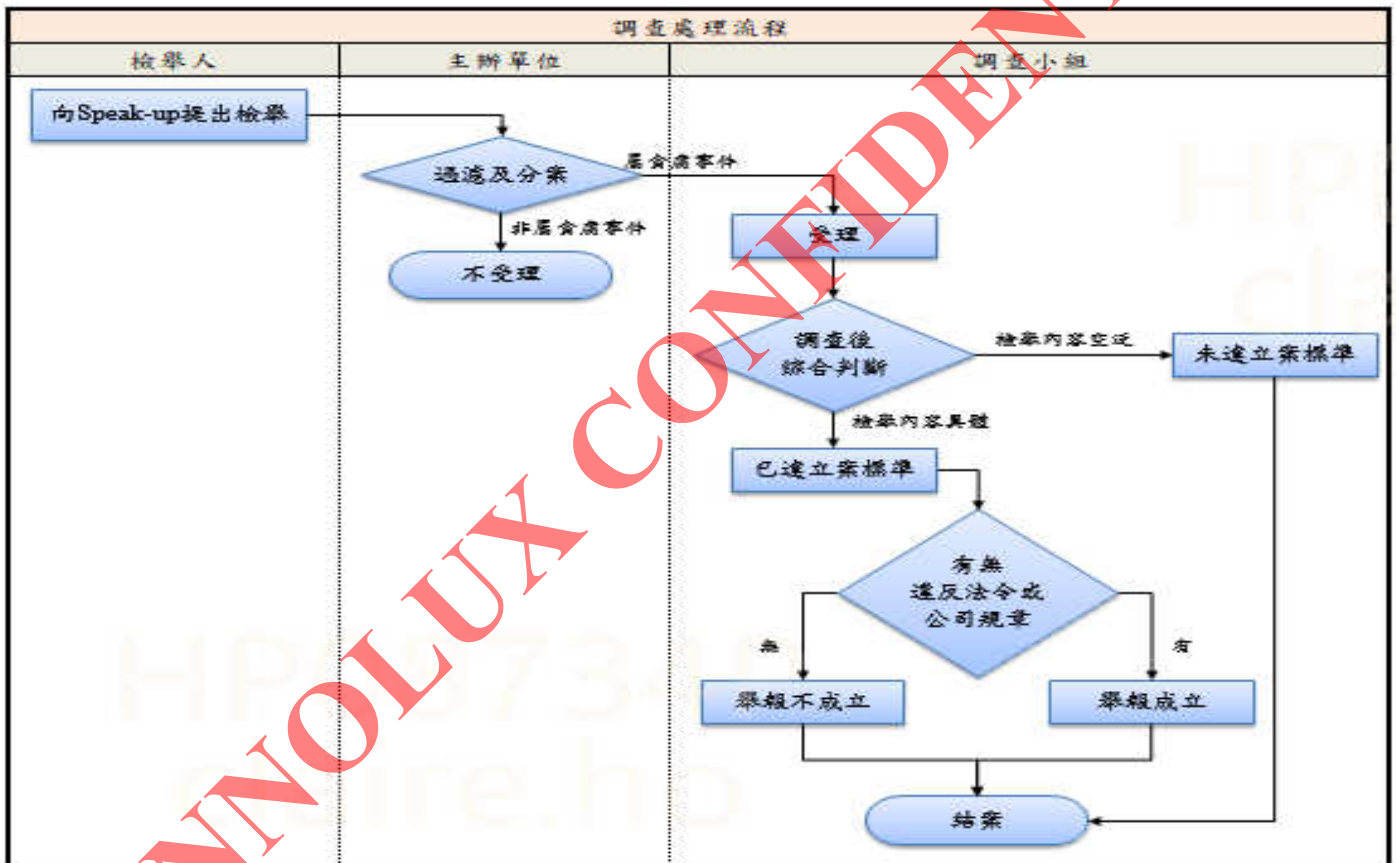 調查處理流程
檢舉人
主辦單位
調查小組
向Speak-up提出檢舉
過濾及分案
屬貪腐事件
非屬貪腐事件
受理
不受理
調查後
綜合判斷
檢舉內容空泛
未達立案標準
檢舉內容具體
已達立案標準
有無
違反法令或
公司規章
無
有
舉報不成立
舉報成立
結案
INNOLUX CONFIDENT
claire.ho